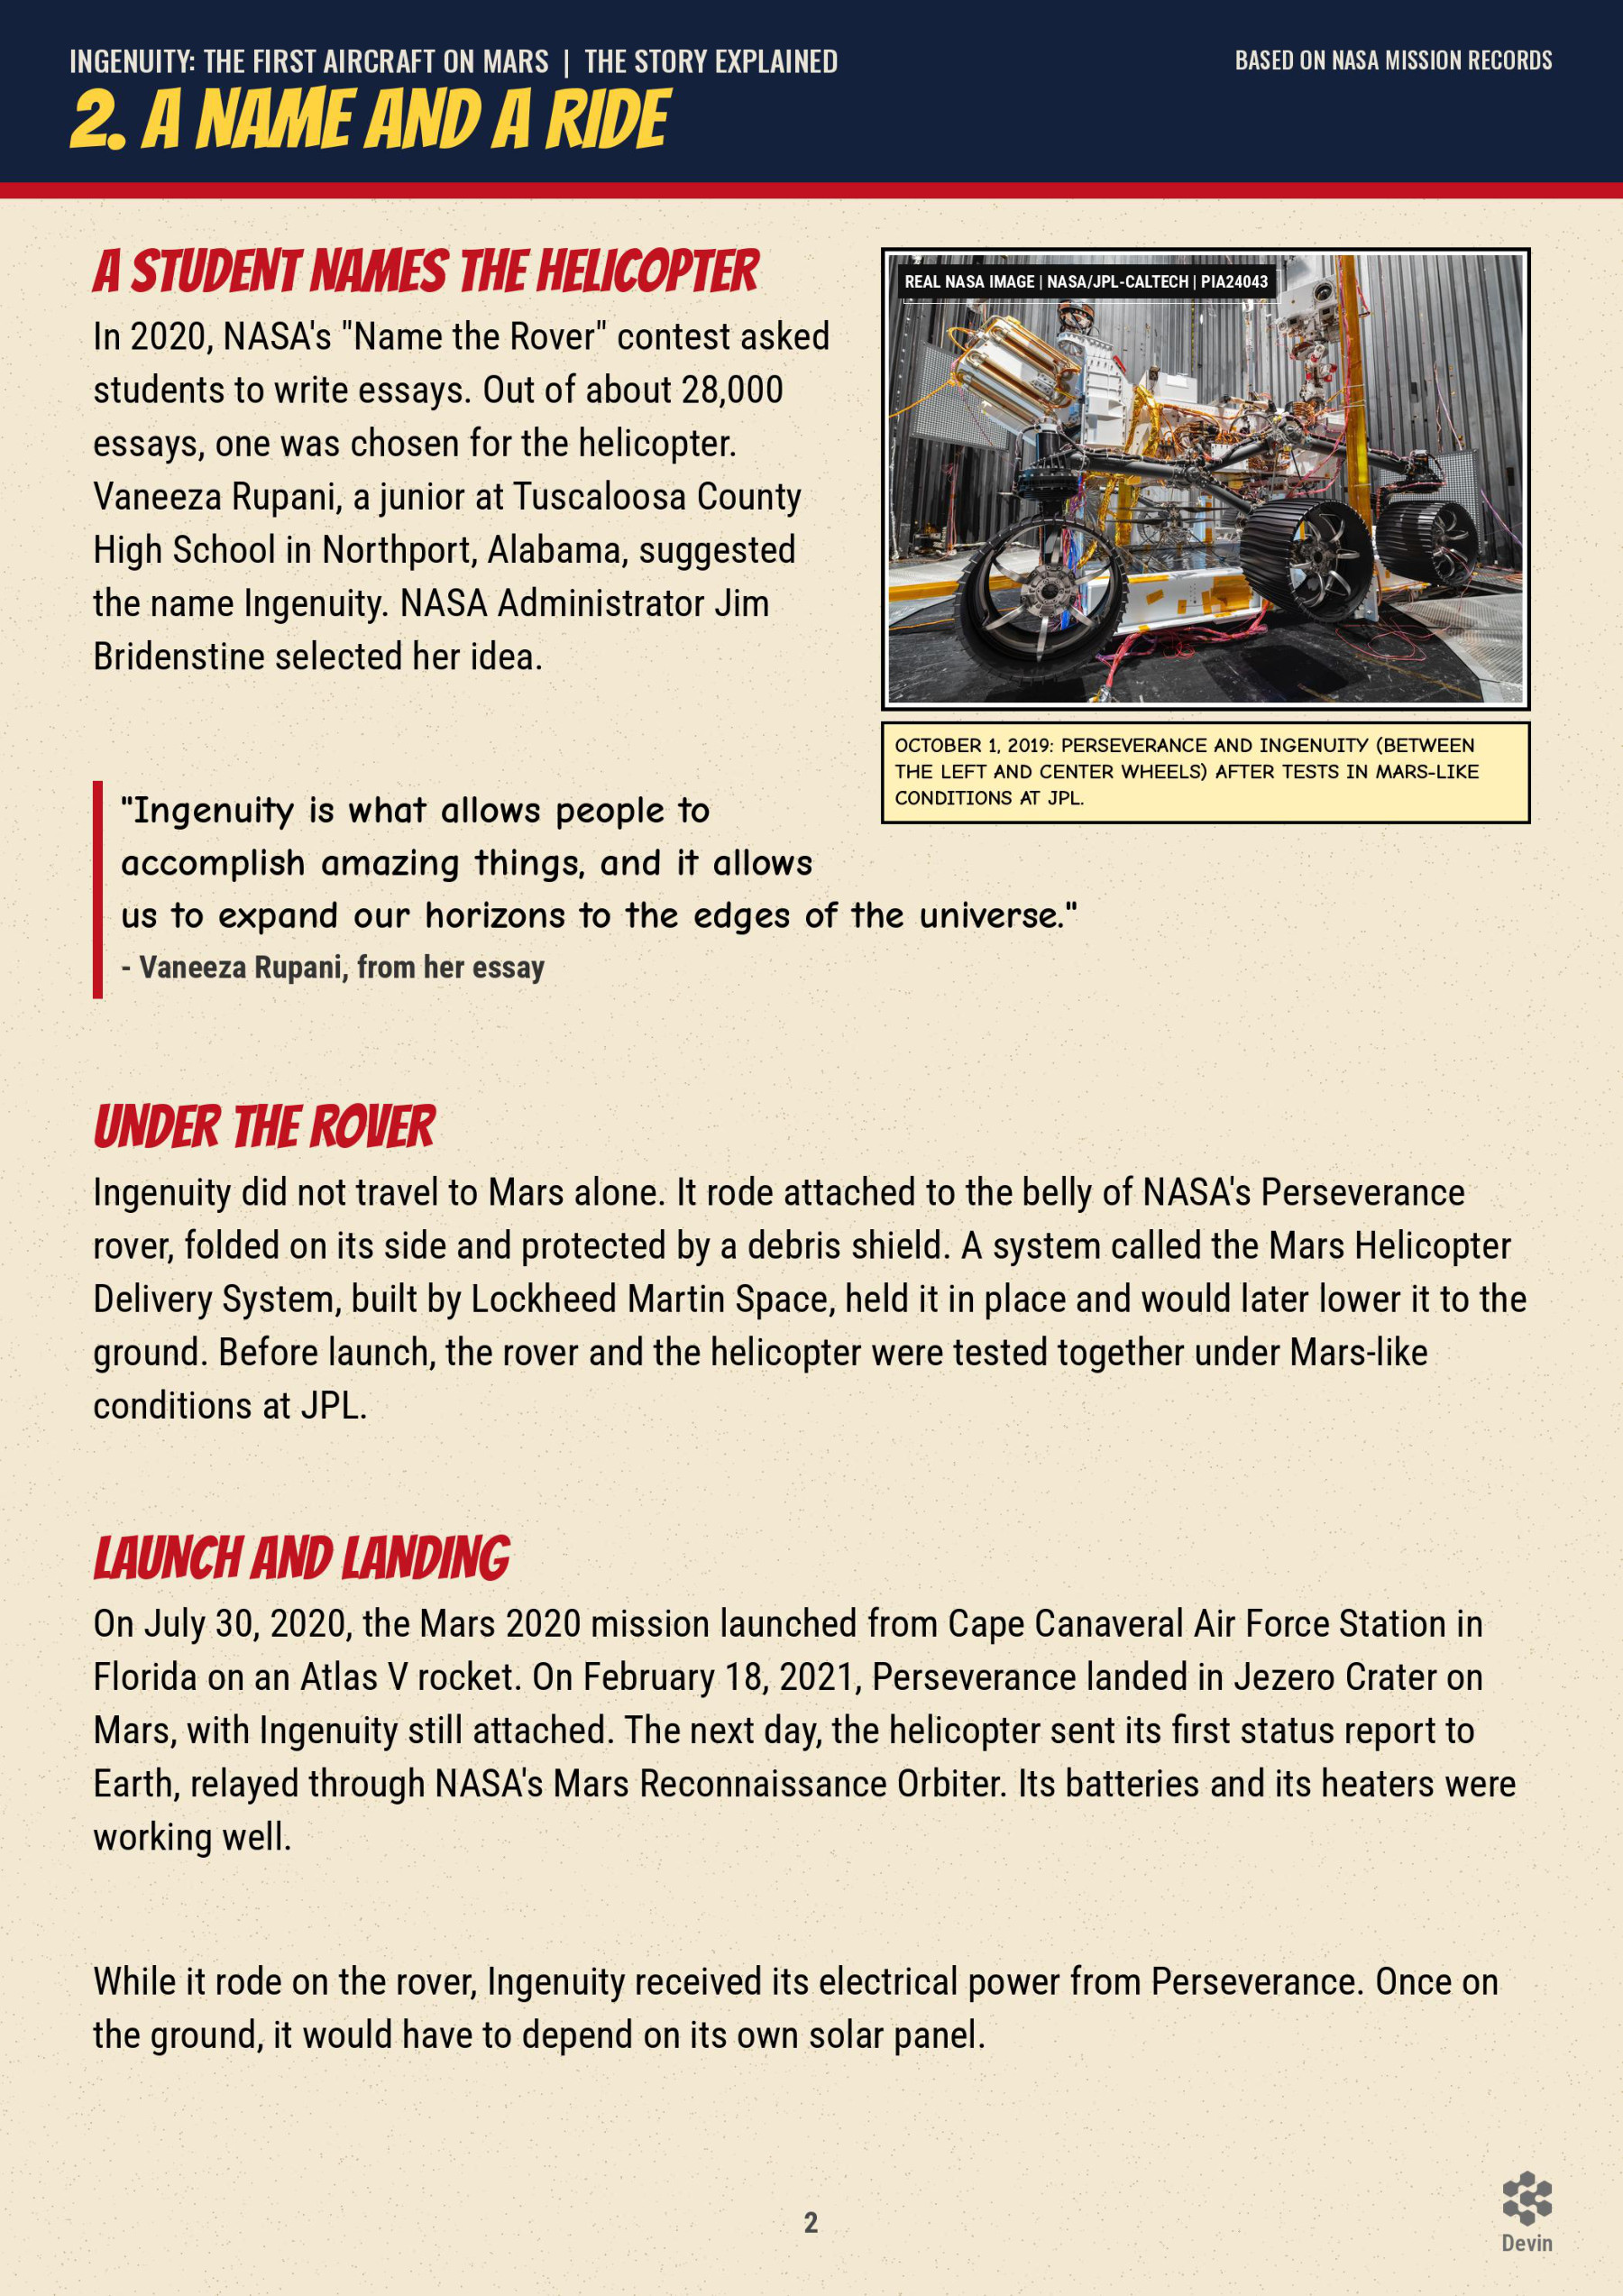 INGENUITY: THE FIRST AIRCRAFT ON MARS | THE STORY EXPLAINED
BASED ON NASA MISSION RECORDS
2. A NAME AND A RIDE
A STUDENT NAMES THE HELICOPTER
In 2020, NASA's "Name the Rover" contest asked
students to write essays. Out of about 28,000
essays, one was chosen for the helicopter.
Vaneeza Rupani, a junior at Tuscaloosa County
High School in Northport, Alabama, suggested
the name Ingenuity. NASA Administrator Jim
Bridenstine selected her idea.
REAL NASA IMAGE | NASA/JPL-CALTECH | PIA24043
OCTOBER 1, 2019: PERSEVERANCE AND INGENUITY (BETWEEN
THE LEFT AND CENTER WHEELS) AFTER TESTS IN MARS-LIKE
CONDITIONS AT JPL.
"Ingenuity is what allows people to
accomplish amazing things, and it allows
us to expand our horizons to the edges of the universe."
- Vaneeza Rupani, from her essay
UNDER THE ROVER
Ingenuity did not travel to Mars alone. It rode attached to the belly of NASA's Perseverance
rover, folded on its side and protected by a debris shield. A system called the Mars Helicopter
Delivery System, built by Lockheed Martin Space, held it in place and would later lower it to the
ground. Before launch, the rover and the helicopter were tested together under Mars-like
conditions at JPL.
LAUNCH AND LANDING
On July 30, 2020, the Mars 2020 mission launched from Cape Canaveral Air Force Station in
Florida on an Atlas V rocket. On February 18, 2021, Perseverance landed in Jezero Crater on
Mars, with Ingenuity still attached. The next day, the helicopter sent its first status report to
Earth, relayed through NASA's Mars Reconnaissance Orbiter. Its batteries and its heaters were
working well.
While it rode on the rover, Ingenuity received its electrical power from Perseverance. Once on
the ground, it would have to depend on its own solar panel.
2
Devin